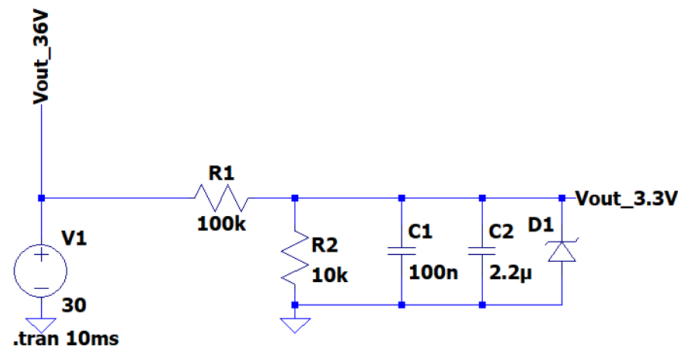 Vout_36V
R1
100k
Vout_3.3V
V1
30
R2
10k
C1
100n
C2
2.2µ
D1
.tran 10ms